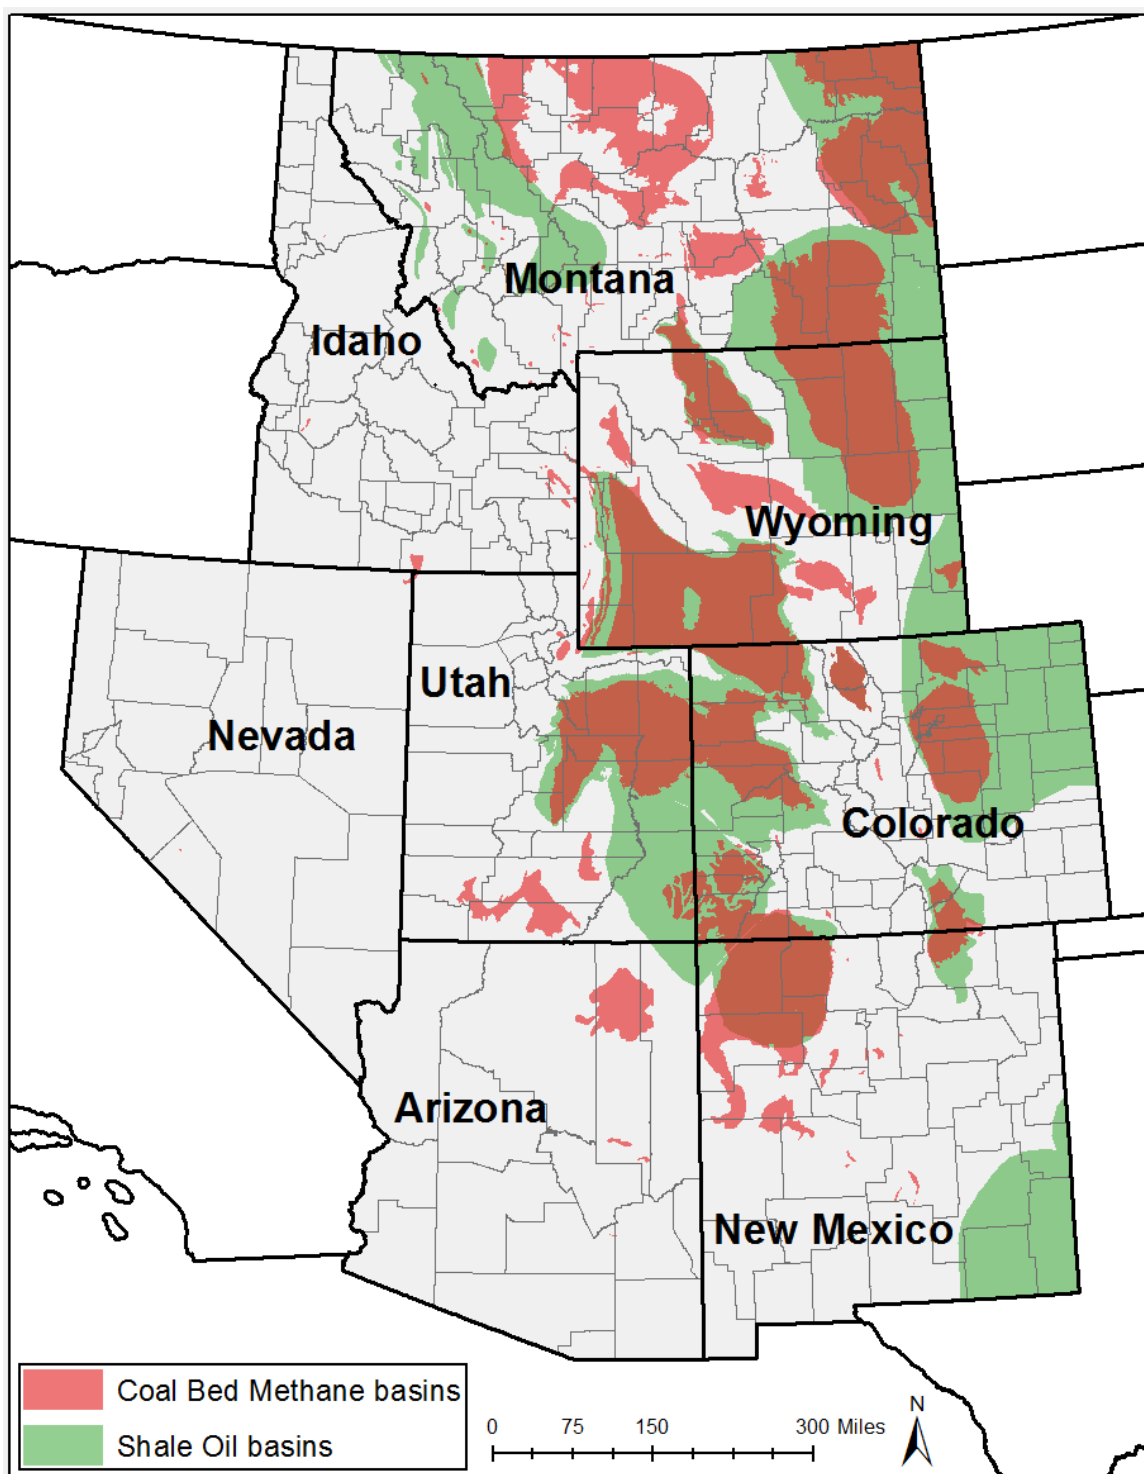 Montana
Idaho
Wyoming
Utah
Nevada
Colorado
Arizona
New Mexico
Coal Bed Methane basins
Shale Oil basins
0 75 150 300 Miles
N